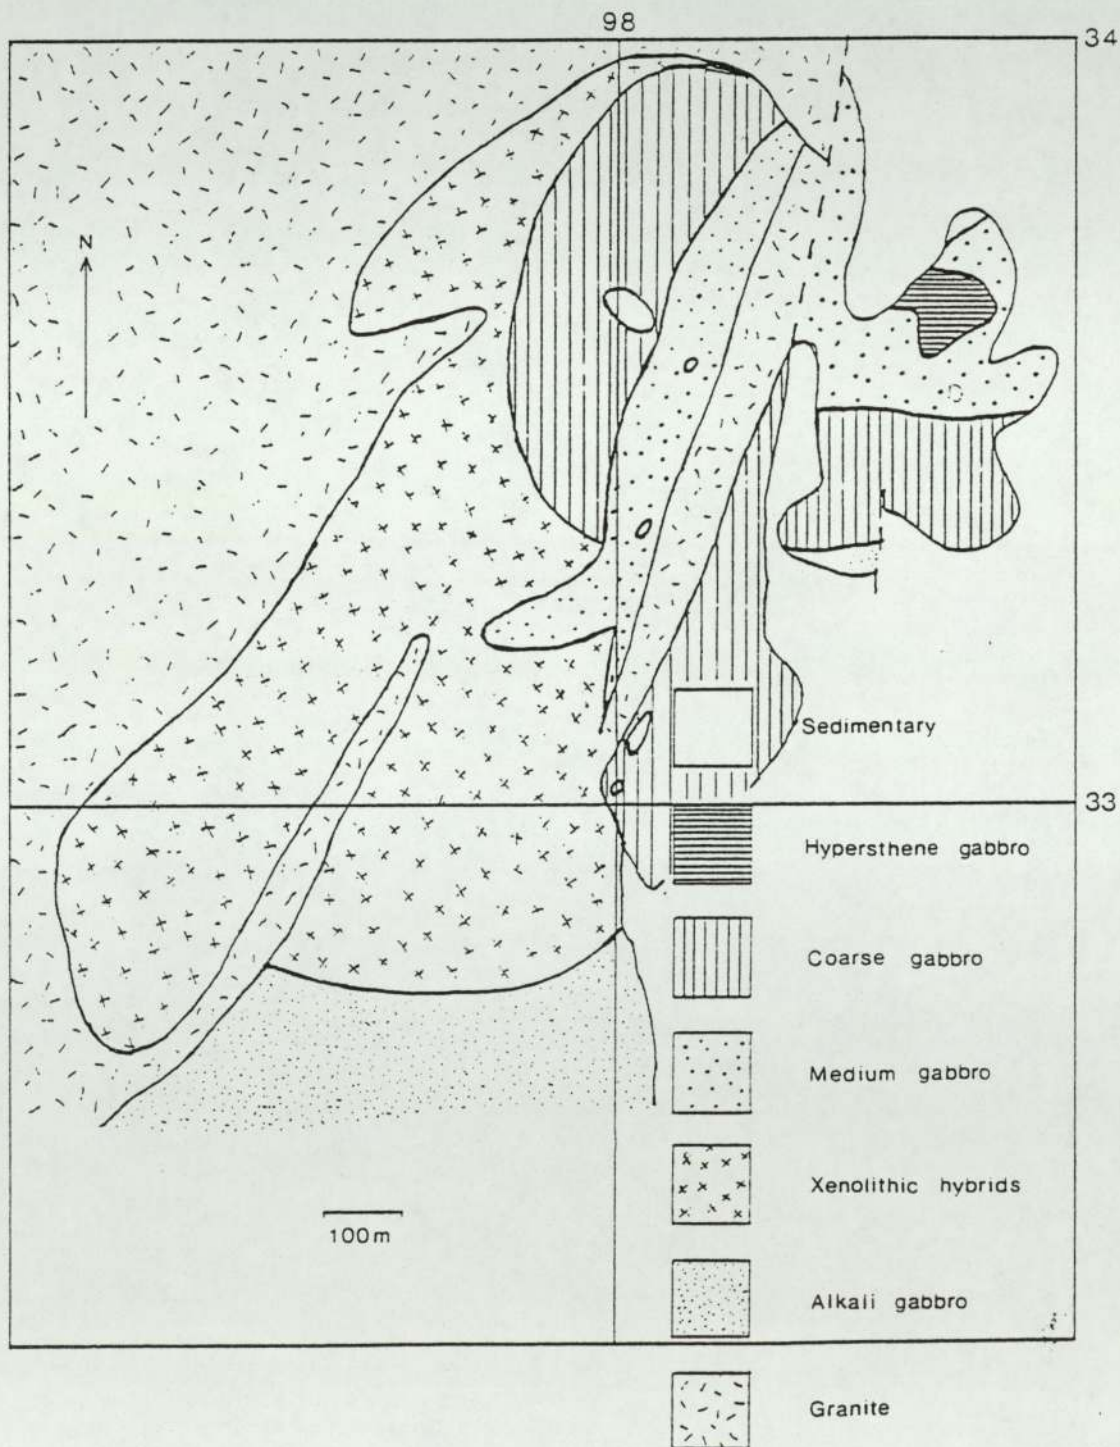 98
34
N
Sedimentary
33
Hypersthene gabbro
Coarse gabbro
Medium gabbro
Xenolithic hybrids
100m
Alkali gabbro
Granite